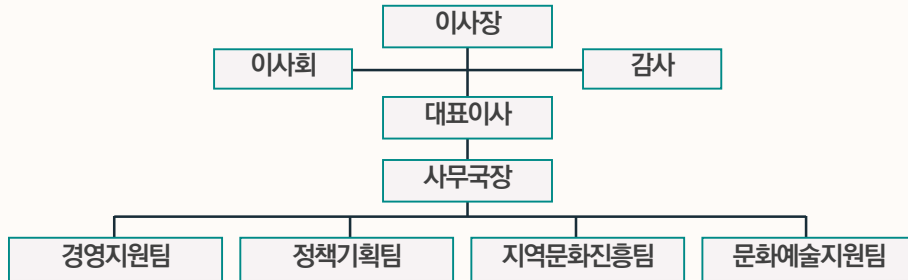 이사장
이사회 감사
대표이사
사무국장
경영지원팀 정책기획팀 지역문화진흥팀 문화예술지원팀